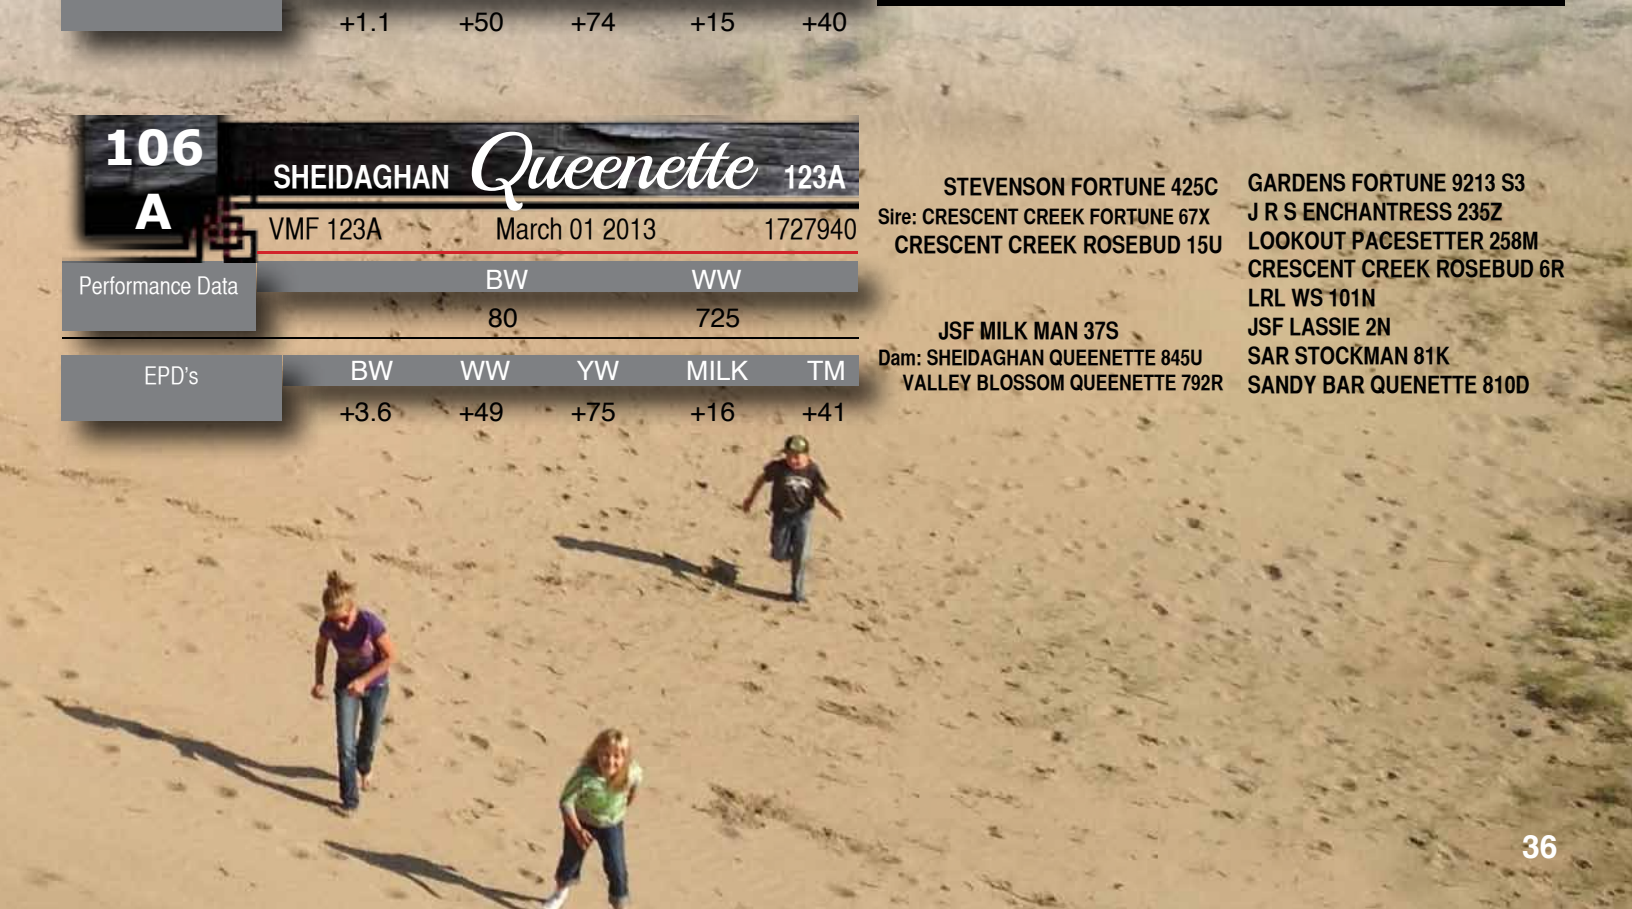 +1.1 +50 +74 +15 +40
106
A
SHEIDAGHAN Queenette 123A
VMF 123A March 01 2013 1727940
Performance Data
BW WW
80 725
EPD's
BW WW YW MILK TM
+3.6 +49 +75 +16 +41
STEVENSON FORTUNE 425C
Sire: CRESCENT CREEK FORTUNE 67X
CRESCENT CREEK ROSEBUD 15U
JSF MILK MAN 37S
Dam: SHEIDAGHAN QUEENETTE 845U
VALLEY BLOSSOM QUEENETTE 792R
GARDENS FORTUNE 9213 S3
J R S ENCHANTRESS 235Z
LOOKOUT PACESETTER 258M
CRESCENT CREEK ROSEBUD 6R
LRL WS 101N
JSF LASSIE 2N
SAR STOCKMAN 81K
SANDY BAR QUENETTE 810D
36